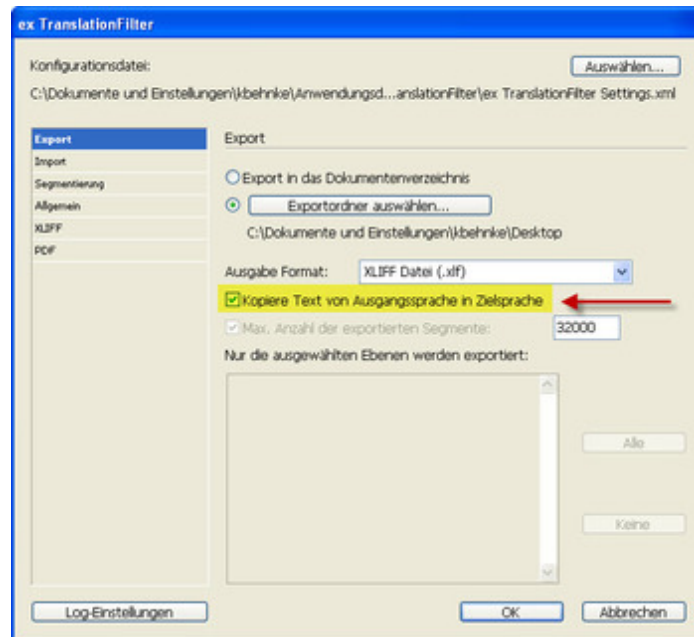 ex TranslationFilter
Konfigurationsdatei:
Auswählen...
C:\Dokumente und Einstellungen\kbehnke\Anwendungsd...anslationFilter\ex TranslationFilter Settings.xml
Export
Import
Segmentierung
Allgemein
XLIFF
PDF
Export
Export in das Dokumentenverzeichnis
Exportordner auswählen...
C:\Dokumente und Einstellungen\kbehnke\Desktop
Ausgabe Format: XLIFF Datei (.xlf)
Kopiere Text von Ausgangssprache in Zielsprache
Max. Anzahl der exportierten Segmente: 32000
Nur die ausgewählten Ebenen werden exportiert:
Alle
Keine
Log-Einstellungen
OK
Abbrechen